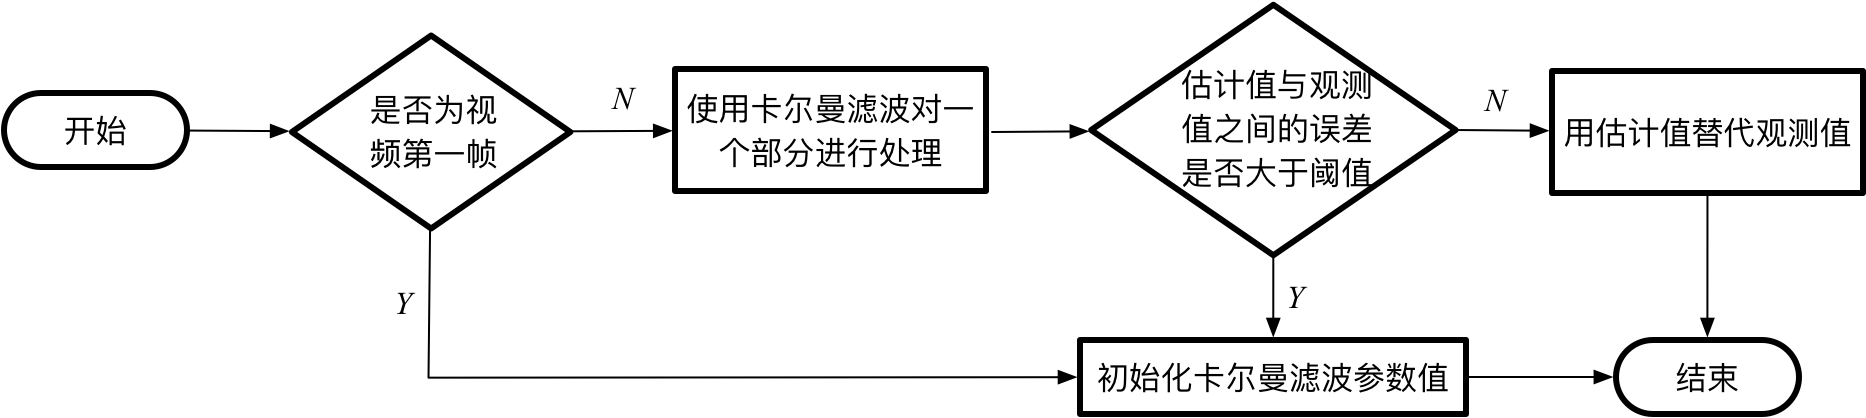 开始
是否为视
频第一帧
N
使用卡尔曼滤波对一
个部分进行处理
估计值与观测
值之间的误差
是否大于阈值
N
用估计值替代观测值
Y
Y
初始化卡尔曼滤波参数值
结束